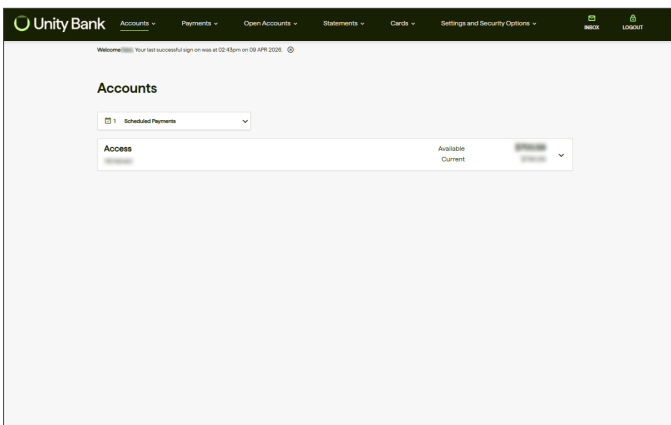 Unity Bank Accounts Payments Open Accounts Statements Cards Settings and Security Options INBOX LOGOUT
Welcome Your last successful sign on was at 02:43pm on 09 APR 2026.
Accounts
1 Scheduled Payments
Access Available
Current